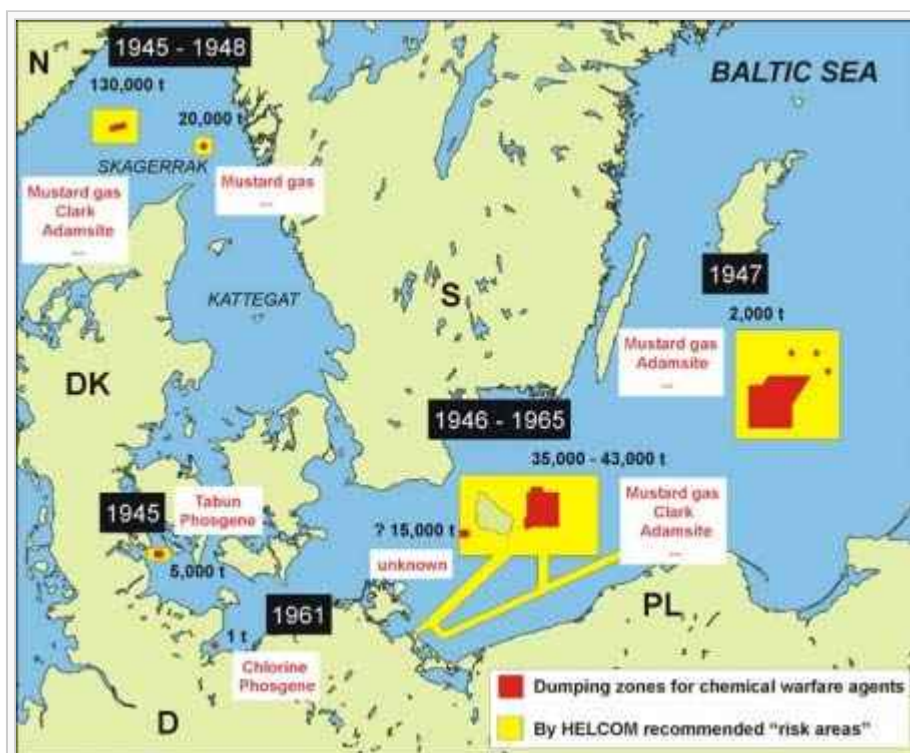 1945 - 1948
N
130,000 t
20,000 t
BALTIC SEA
SKAGERRAK
Mustard gas
Clark
Adamsite
...
Mustard gas
...
KATTEGAT
S
1947
2,000 t
Mustard gas
Adamsite
...
DK
1946 - 1965
35,000 - 43,000 t
Mustard gas
Clark
Adamsite
...
1945
Tabun
Phosgene
5,000 t
? 15,000 t
unknown
1961
1 t
Chlorine
Phosgene
PL
D
Dumping zones for chemical warfare agents
By HELCOM recommended “risk areas”